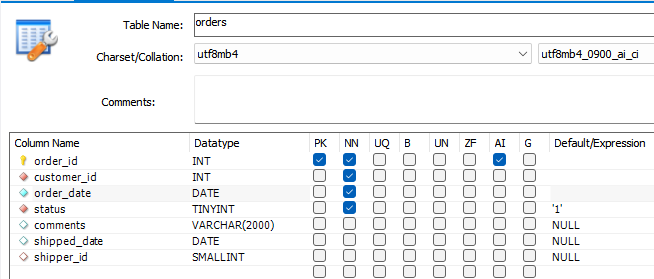 Table Name: orders
Charset/Collation: utf8mb4 utf8mb4_0900_ai_ci
Comments:
Column Name Datatype PK NN UQ B UN ZF AI G Default/Expression
order_id INT
customer_id INT
order_date DATE
status TINYINT '1'
comments VARCHAR(2000) NULL
shipped_date DATE NULL
shipper_id SMALLINT NULL